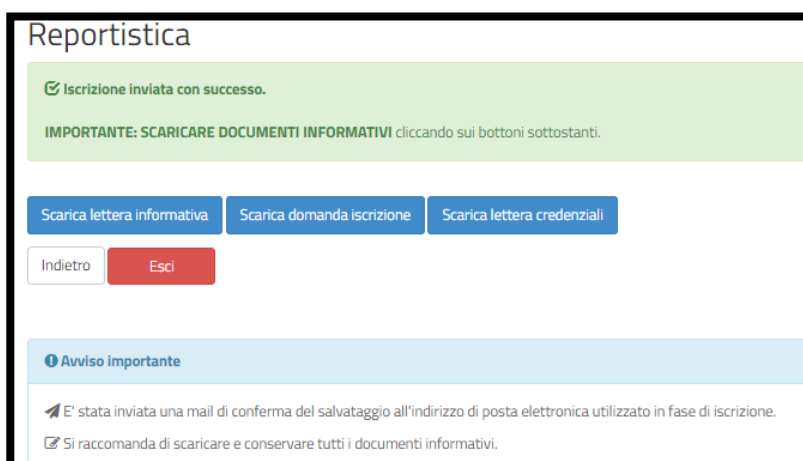 Reportistica
Iscrizione inviata con successo.
IMPORTANTE: SCARICARE DOCUMENTI INFORMATIVI cliccando sui bottoni sottostanti.
Scarica lettera informativa Scarica domanda iscrizione Scarica lettera credenziali
Indietro Esci
Avviso importante
E' stata inviata una mail di conferma del salvataggio all'indirizzo di posta elettronica utilizzato in fase di iscrizione.
Si raccomanda di scaricare e conservare tutti i documenti informativi.